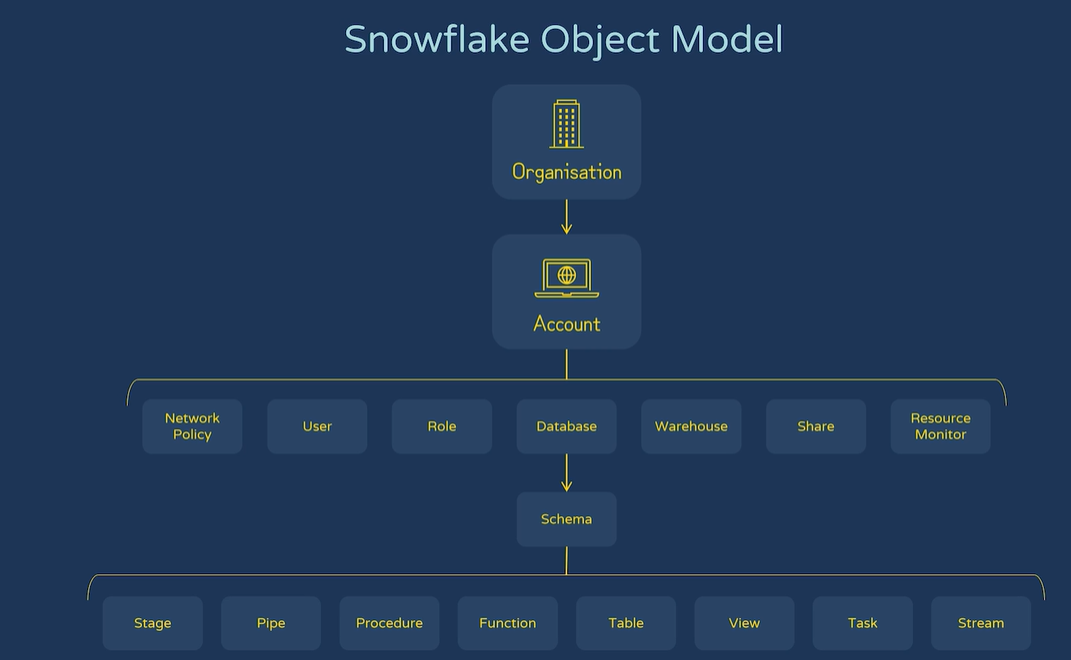 Snowflake Object Model
Organisation
Account
Network
Policy
User
Role
Database
Warehouse
Share
Resource
Monitor
Schema
Stage
Pipe
Procedure
Function
Table
View
Task
Stream